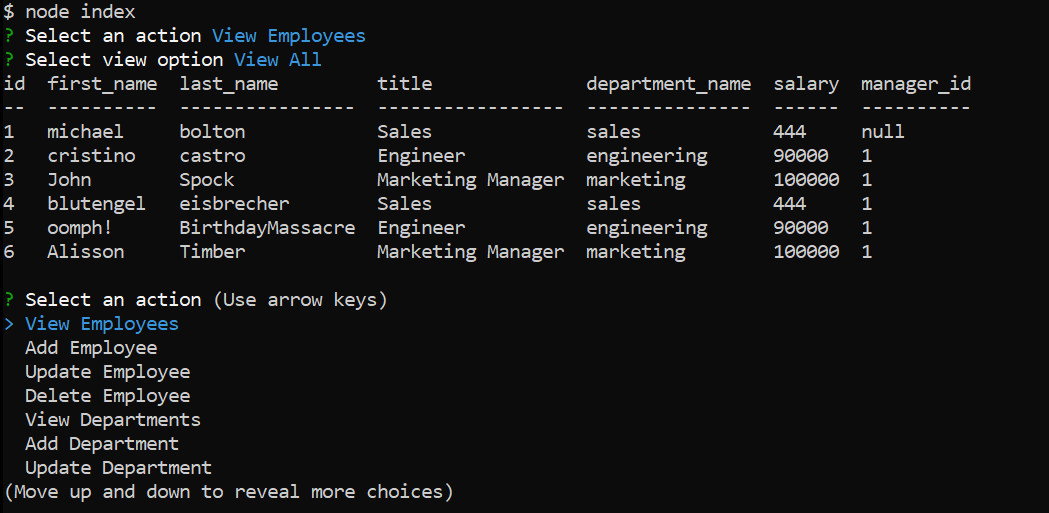 $ node index
? Select an action View Employees
? Select view option View All
id  first_name  last_name         title              department_name  salary  manager_id
--  ----------  ----------------  -----------------  ---------------  ------  ----------
1   michael     bolton            Sales              sales            444     null
2   cristino    castro            Engineer           engineering      90000   1
3   John        Spock             Marketing Manager  marketing        100000  1
4   blutengel   eisbrecher        Sales              sales            444     1
5   oomph!      BirthdayMassacre  Engineer           engineering      90000   1
6   Alisson     Timber            Marketing Manager  marketing        100000  1

? Select an action (Use arrow keys)
> View Employees
  Add Employee
  Update Employee
  Delete Employee
  View Departments
  Add Department
  Update Department
(Move up and down to reveal more choices)